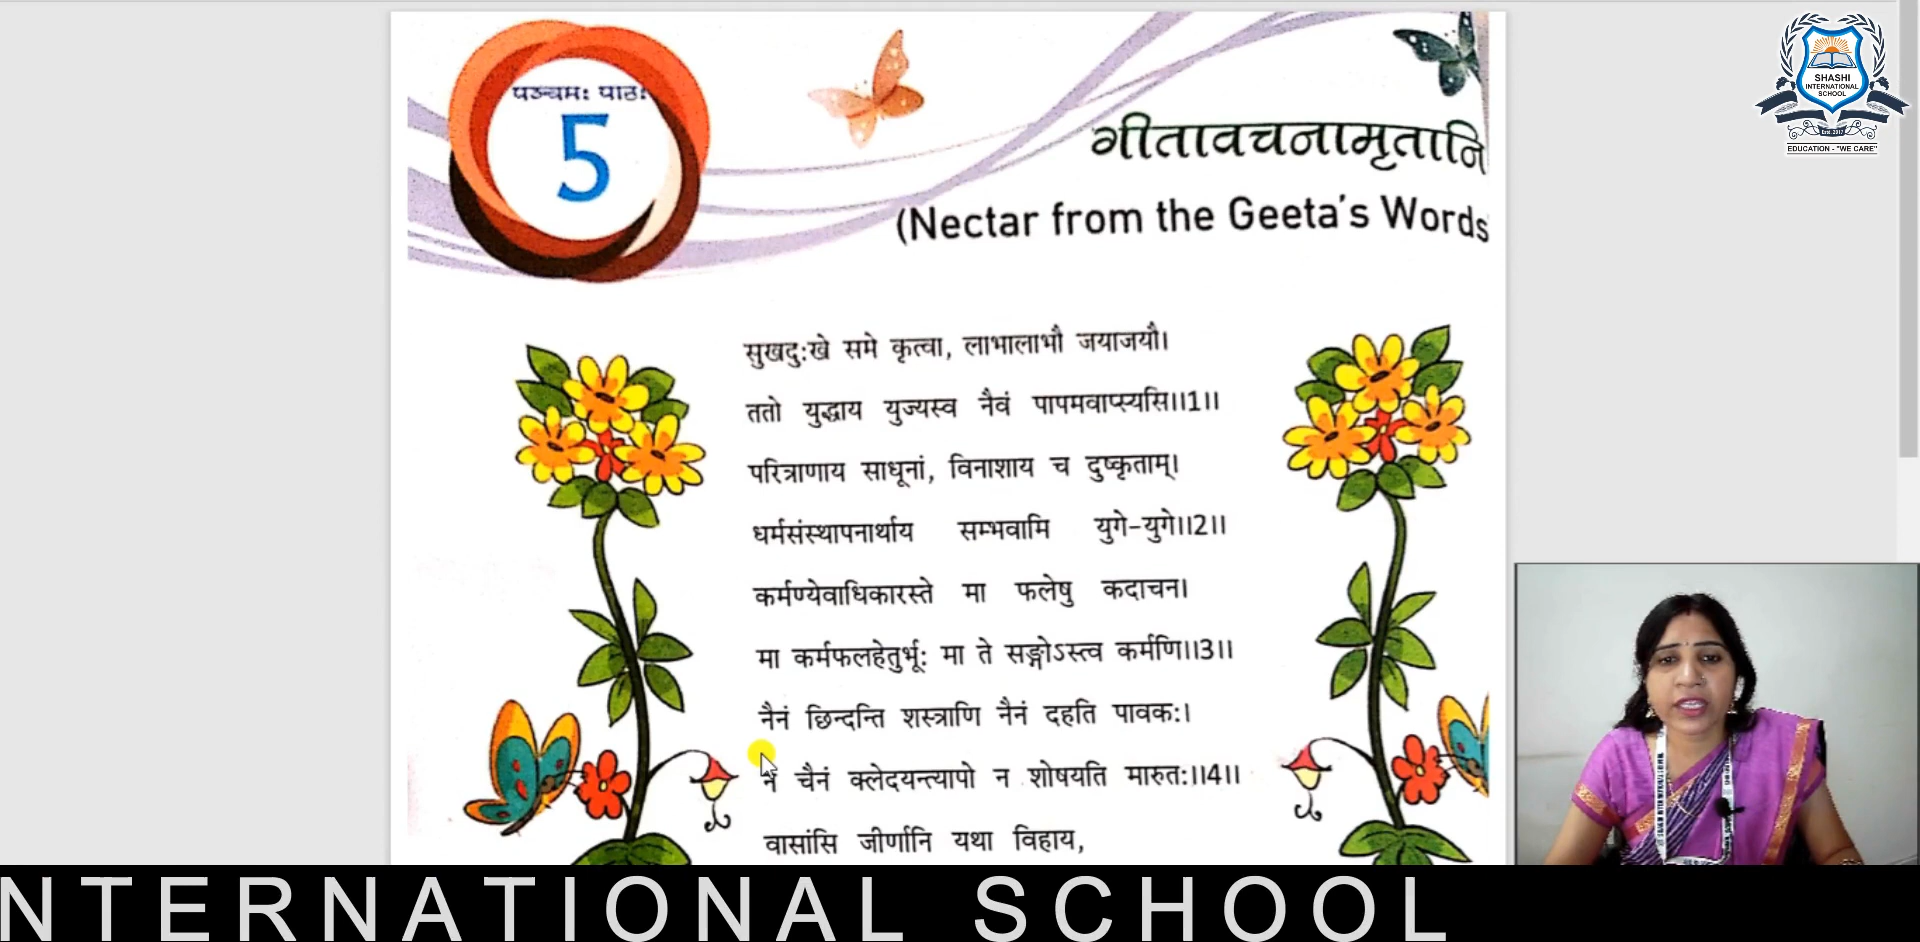 पञ्चमः पाठः
5
गीतावचनामृतानि
(Nectar from the Geeta's Words
सुखदुःखे समे कृत्वा, लाभालाभौ जयाजयौ।
ततो युद्धाय युज्यस्व नैवं पापमवाप्स्यसि।।1।।
परित्राणाय साधूनां, विनाशाय च दुष्कृताम्।
धर्मसंस्थापनार्थाय सम्भवामि युगे-युगे।।2।।
कर्मण्येवाधिकारस्ते मा फलेषु कदाचन।
मा कर्मफलहेतुर्भूः मा ते सङ्गोऽस्त्व कर्मणि।।3।।
नैनं छिन्दन्ति शस्त्राणि नैनं दहति पावकः।
न चैनं क्लेदयन्त्यापो न शोषयति मारुतः।।4।।
वासांसि जीर्णानि यथा विहाय,
SHASHI
INTERNATIONAL
SCHOOL
Estd. 2017
EDUCATION - "WE CARE"
NTERNATIONAL SCHOOL